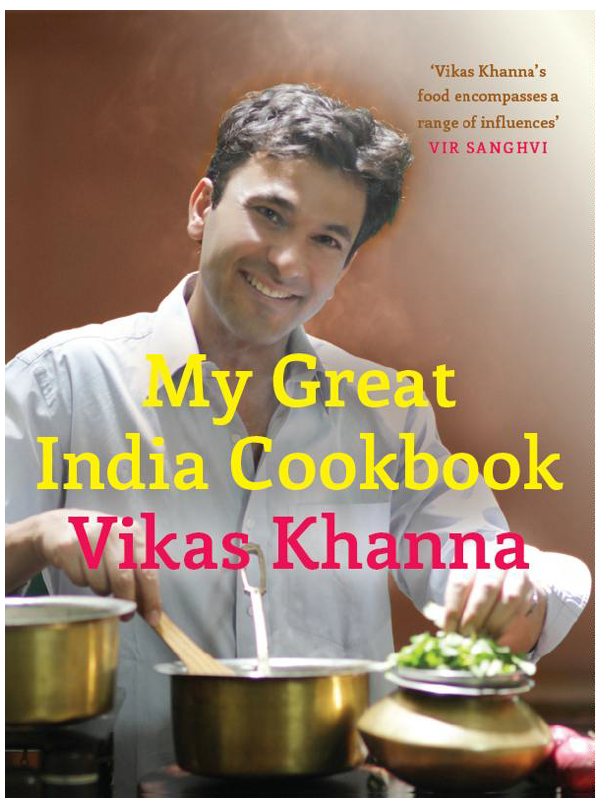 ‘Vikas Khanna’s
food encompasses a
range of influences’
VIR SANGHVI
My Great
India Cookbook
Vikas Khanna